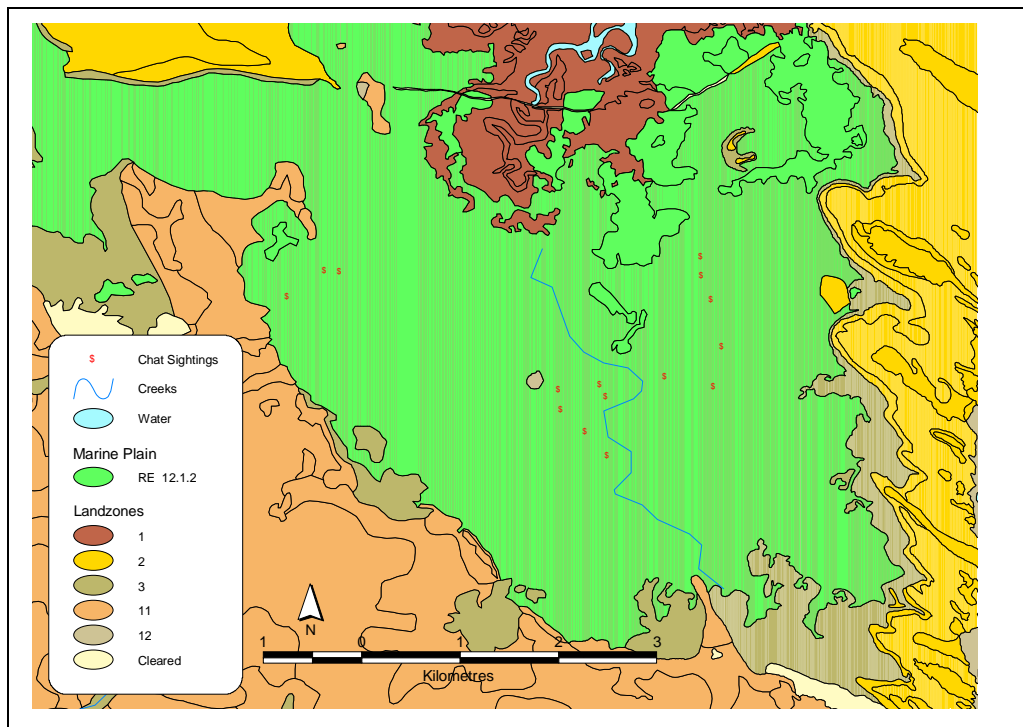 $
$ $
$
$
$
$
$ Chat Sightings
Creeks
Water
Marine Plain
RE 12.1.2
Landzones
1
2
3
11
12
Cleared
$
$
$
$
$
$
$
$
$
N
1 0 1 2 3
Kilometres